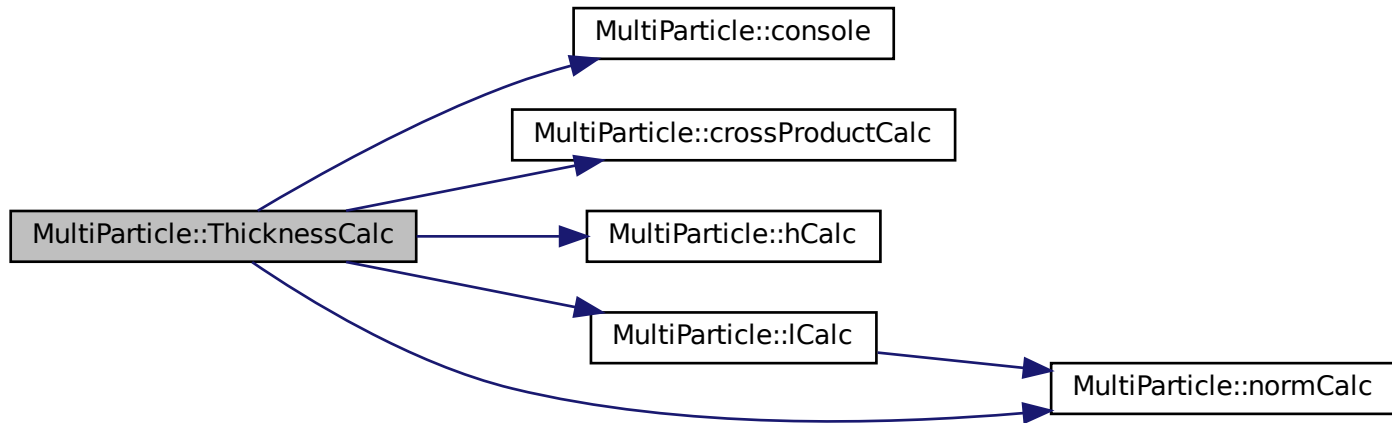 MultiParticle::console
MultiParticle::crossProductCalc
MultiParticle::ThicknessCalc
MultiParticle::hCalc
MultiParticle::lCalc
MultiParticle::normCalc